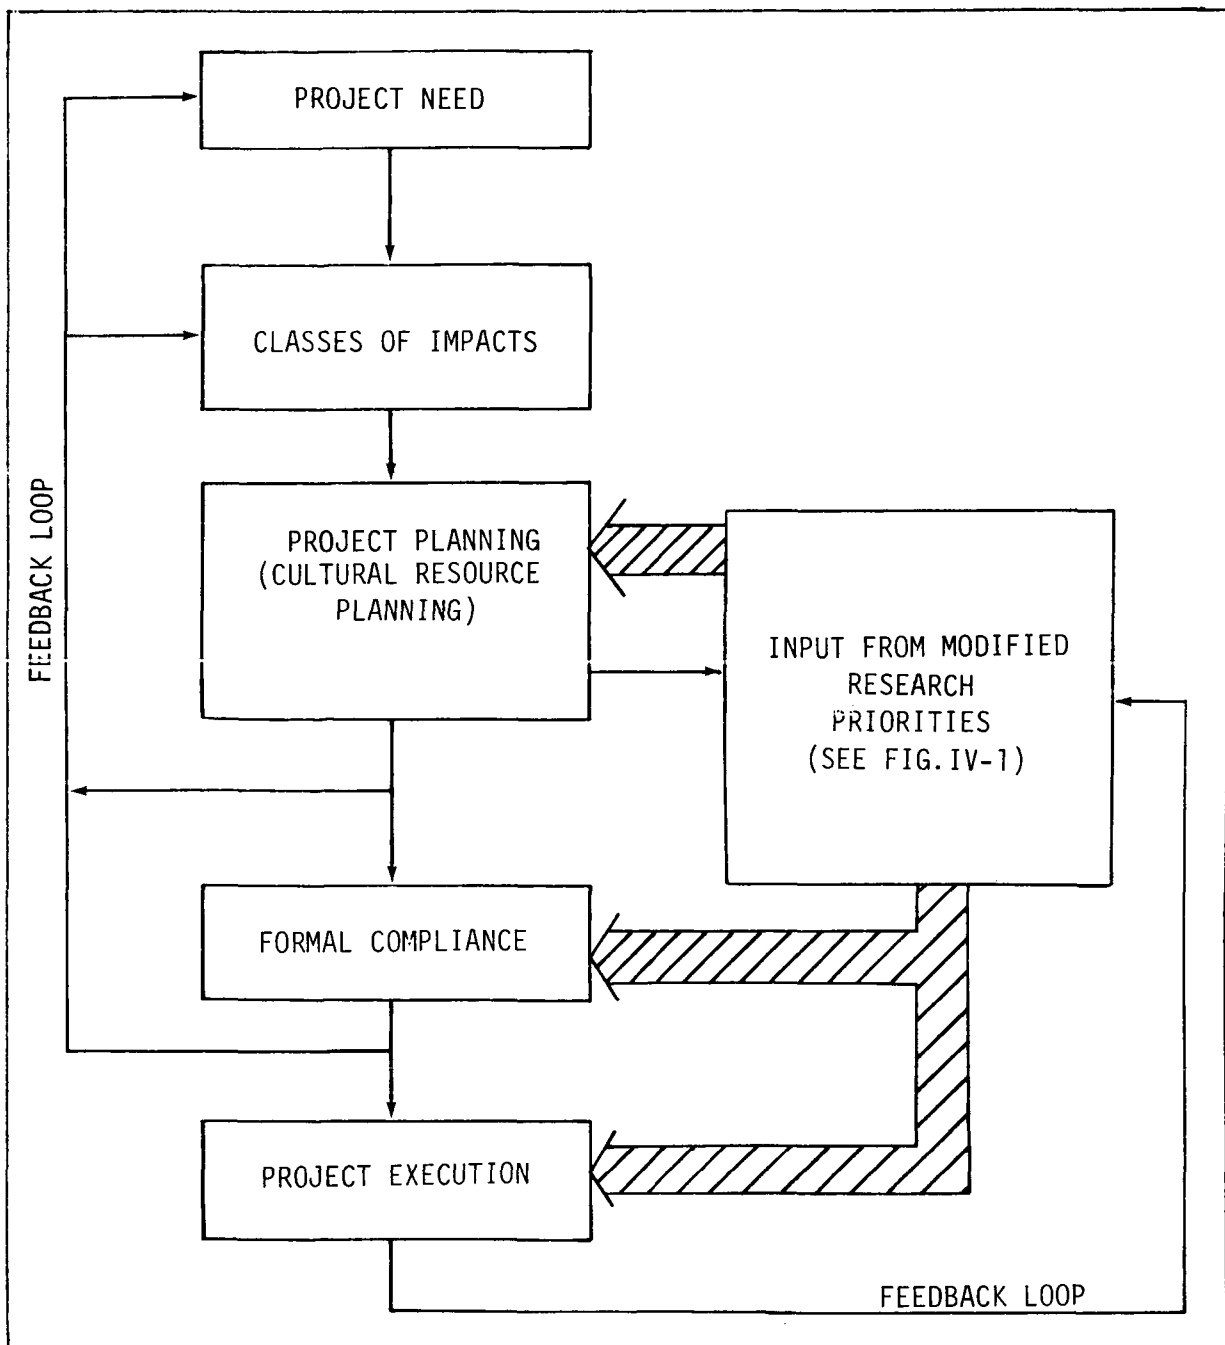 PROJECT NEED
CLASSES OF IMPACTS
FEEDBACK LOOP
PROJECT PLANNING
(CULTURAL RESOURCE
PLANNING)
INPUT FROM MODIFIED
RESEARCH
PRIORITIES
(SEE FIG.IV-1)
FORMAL COMPLIANCE
PROJECT EXECUTION
FEEDBACK LOOP